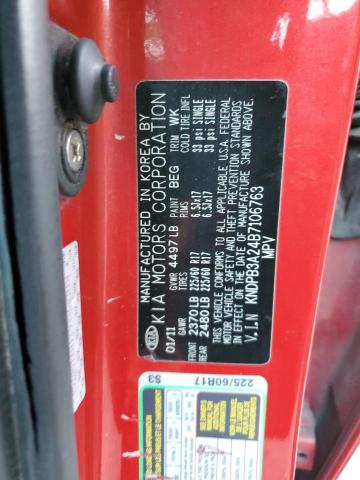 MANUFACTURED IN KOREA BY
KIA KIA MOTORS CORPORATION
01/11 GVWR 4497 LB PAINT BEG TRIM WK
GAWR TIRES RIMS COLD TIRE INFL
FRONT 2370 LB 225/60 R17 6.5JX17 33 psi SINGLE
REAR 2480 LB 225/60 R17 6.5JX17 33 psi SINGLE
THIS VEHICLE CONFORMS TO ALL APPLICABLE U.S.A. FEDERAL
MOTOR VEHICLE SAFETY AND THEFT PREVENTION STANDARDS
IN EFFECT ON THE DATE OF MANUFACTURE SHOWN ABOVE.
V.I.N KNDPB3A24B7106763
MPV
225/60R17 S3
INFORMATION